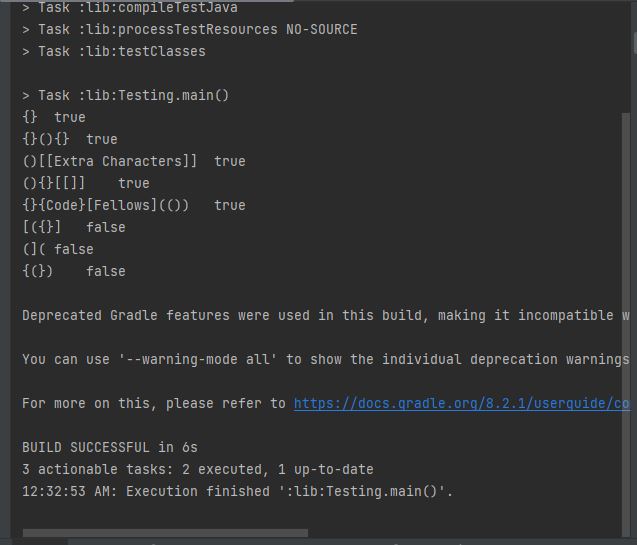 > Task :lib:compileTestJava
> Task :lib:processTestResources NO-SOURCE
> Task :lib:testClasses
> Task :lib:Testing.main()
{}  true
{}(){}  true
()[[Extra Characters]]  true
(){}[[]]    true
{}{Code}[Fellows](())   true
[({}]   false
(]( false
{(})    false
Deprecated Gradle features were used in this build, making it incompatible w
You can use '--warning-mode all' to show the individual deprecation warnings
For more on this, please refer to https://docs.gradle.org/8.2.1/userguide/co
BUILD SUCCESSFUL in 6s
3 actionable tasks: 2 executed, 1 up-to-date
12:32:53 AM: Execution finished ':lib:Testing.main()'.